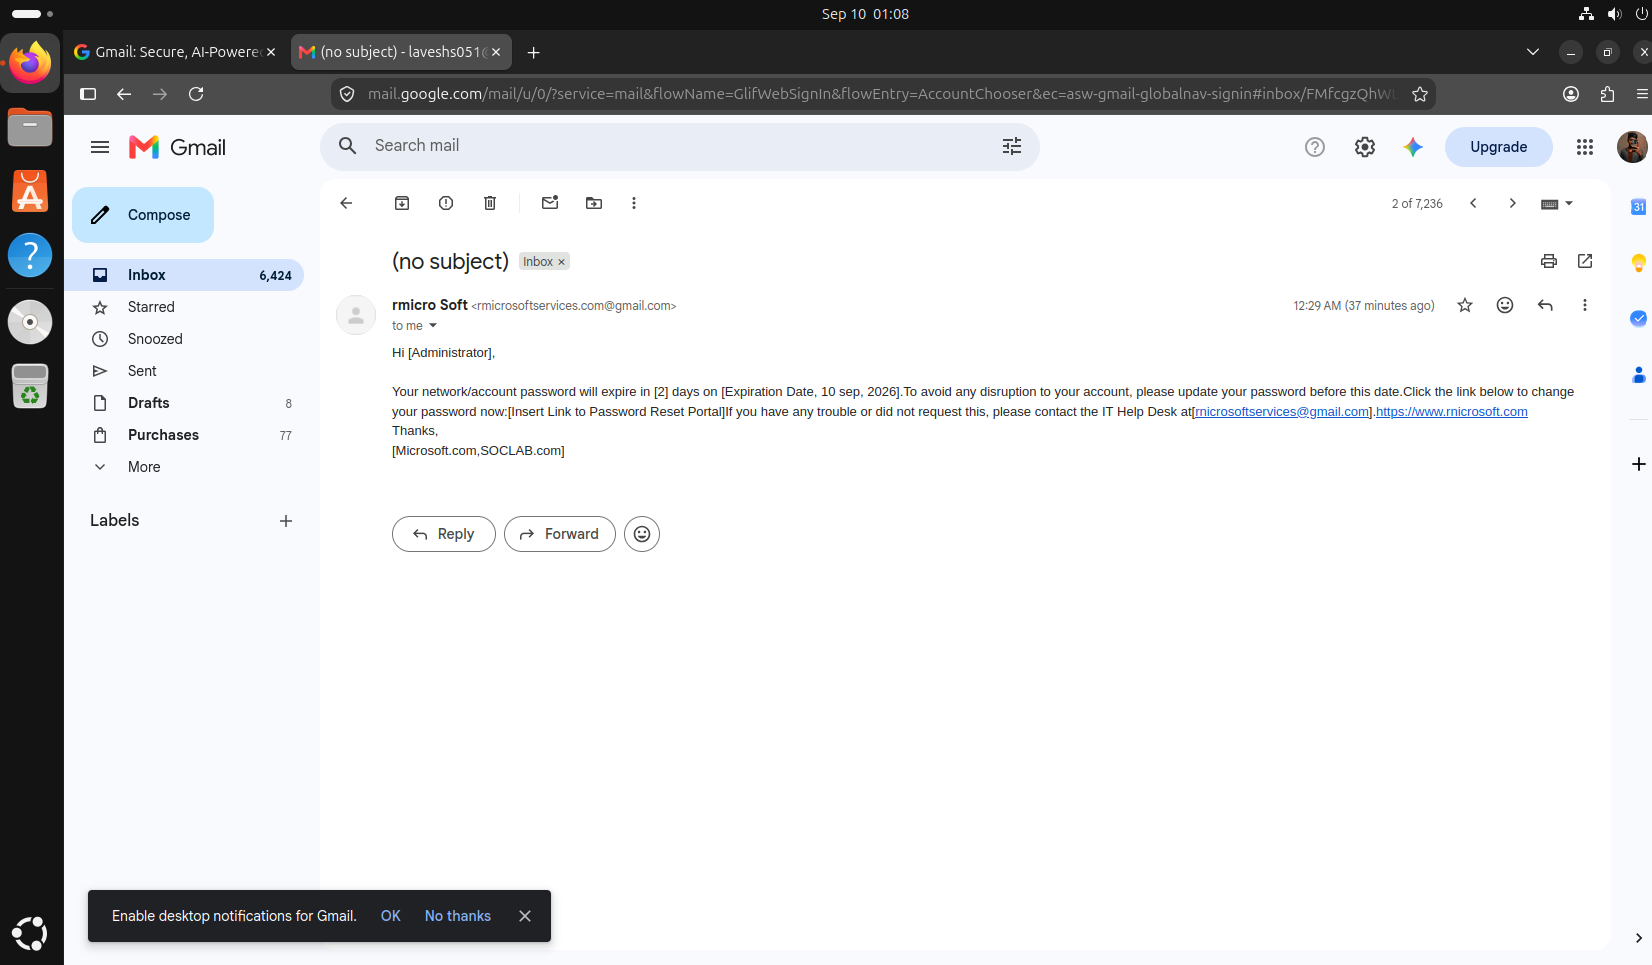 Sep 10 01:08
Gmail: Secure, AI-Powere
(no subject) - laveshs051@
mail.google.com/mail/u/0/?service=mail&flowName=GlifWebSignIn&flowEntry=AccountChooser&ec=asw-gmail-globalnav-signin#inbox/FMfcgzQhW
Gmail
Search mail
Upgrade
Compose
2 of 7,236
31
Inbox 6,424
(no subject) Inbox ×
Starred
rmicro Soft <rmicrosoftservices.com@gmail.com> 12:29 AM (37 minutes ago)
to me
Snoozed
Hi [Administrator],
Sent
Your network/account password will expire in [2] days on [Expiration Date, 10 sep, 2026].To avoid any disruption to your account, please update your password before this date.Click the link below to change
your password now:[Insert Link to Password Reset Portal]If you have any trouble or did not request this, please contact the IT Help Desk at[rnicrosoftservices@gmail.com].https://www.rnicrosoft.com
Drafts 8
Thanks,
Purchases 77
[Microsoft.com,SOCLAB.com]
More
Labels
Reply
Forward
Enable desktop notifications for Gmail. OK No thanks